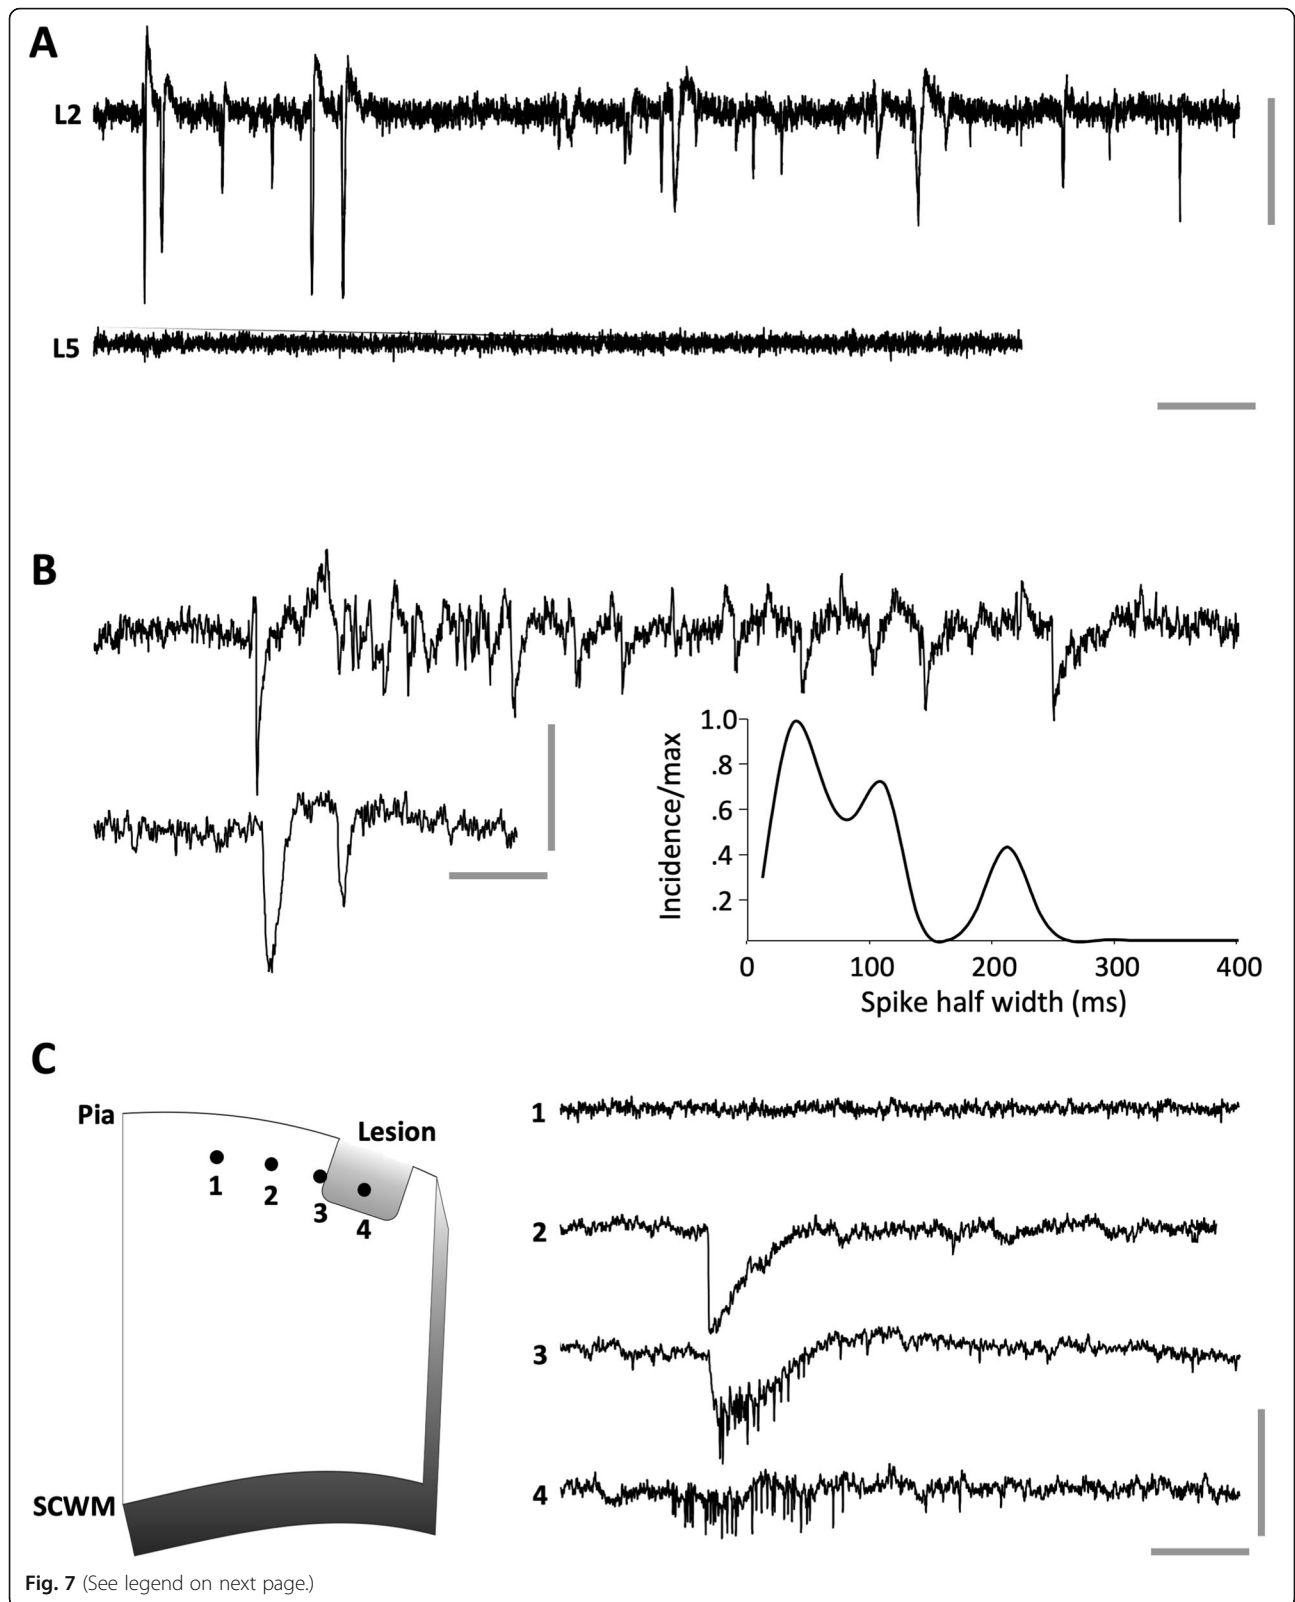 A
L2
L5
B
1.0
.8
.6
.4
.2
Incidence/max
0 100 200 300 400
Spike half width (ms)
C
Pia
Lesion
1
2
3
4
SCWM
1
2
3
4
Fig. 7 (See legend on next page.)